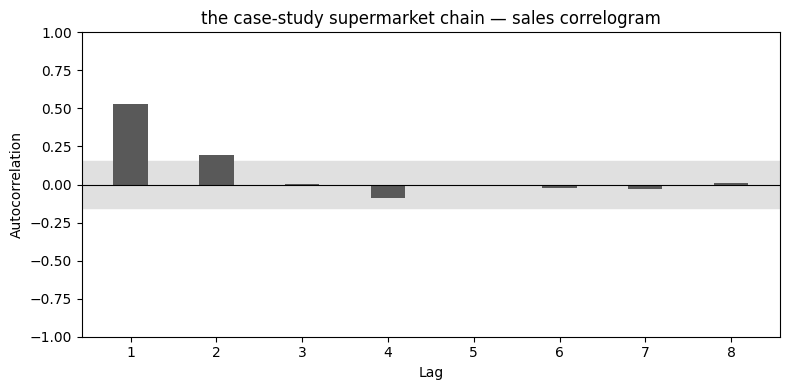 the case-study supermarket chain — sales correlogram
1.00
0.75
0.50
0.25
0.00
−0.25
−0.50
−0.75
−1.00
Autocorrelation
1 2 3 4 5 6 7 8
Lag